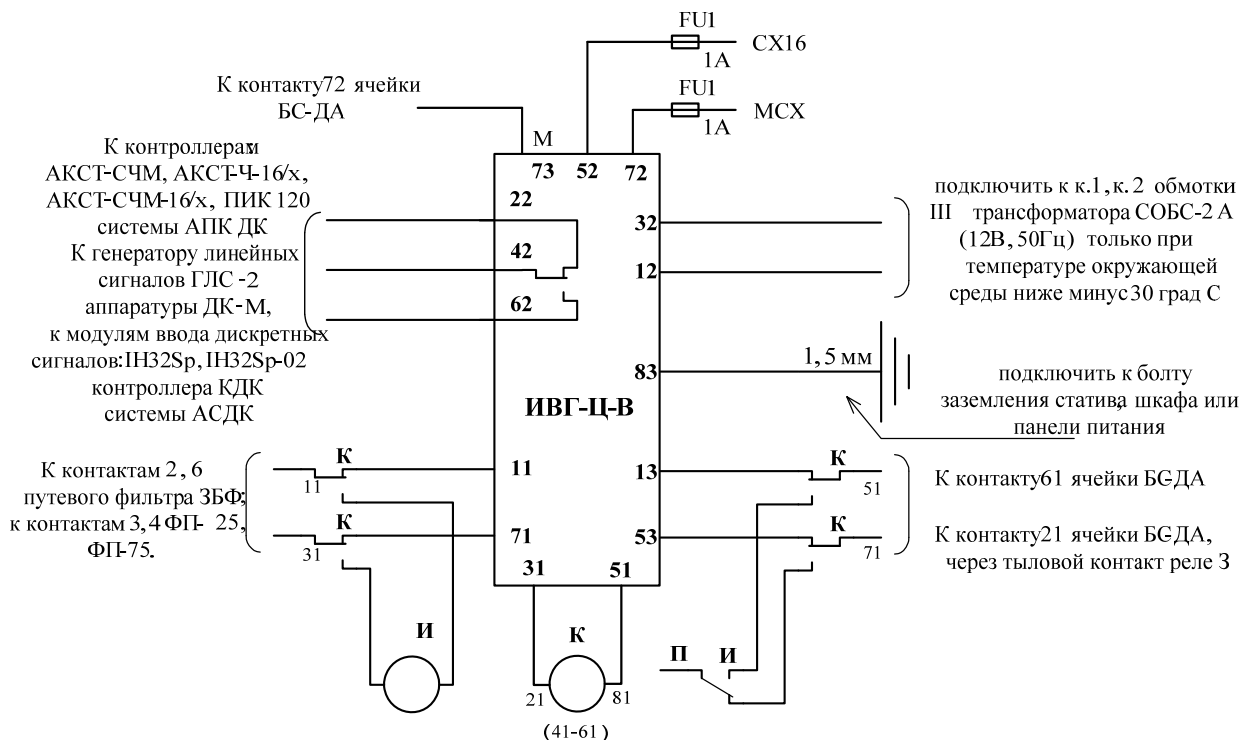 FU1
СХ16
1А
К контакту72 ячейки
БС-ДА
FU1
МСХ
1А
М
73
52
72
К контроллерам
АКСТ-СЧМ, АКСТ-Ч-16/х,
АКСТ-СЧМ-16/х, ПИК 120
системы АПК ДК
К генератору линейных
сигналов ГЛС -2
аппаратуры ДК-М,
к модулям ввода дискретных
сигналов:IH32Sp, IH32Sp-02
контроллера КДК
системы АСДК
22
42
62
32
12
83
подключить к к.1, к. 2 обмотки
III трансформатора СОБС-2 А
(12В, 50Гц) только при
температуре окружающей
среды ниже минус30 град С
1, 5 мм
подключить к болту
заземления статива, шкафа или
панели питания
ИВГ-Ц-В
К контактам 2, 6
путевого фильтра ЗБФ;
к контактам 3, 4 ФП- 25,
ФП-75.
К
11
К
31
11
71
31
51
13
53
К
51
К
71
К контакту61 ячейки БС-ДА
К контакту21 ячейки БС-ДА,
через тыловой контакт реле З
И
К
21
81
(41-61)
П
И